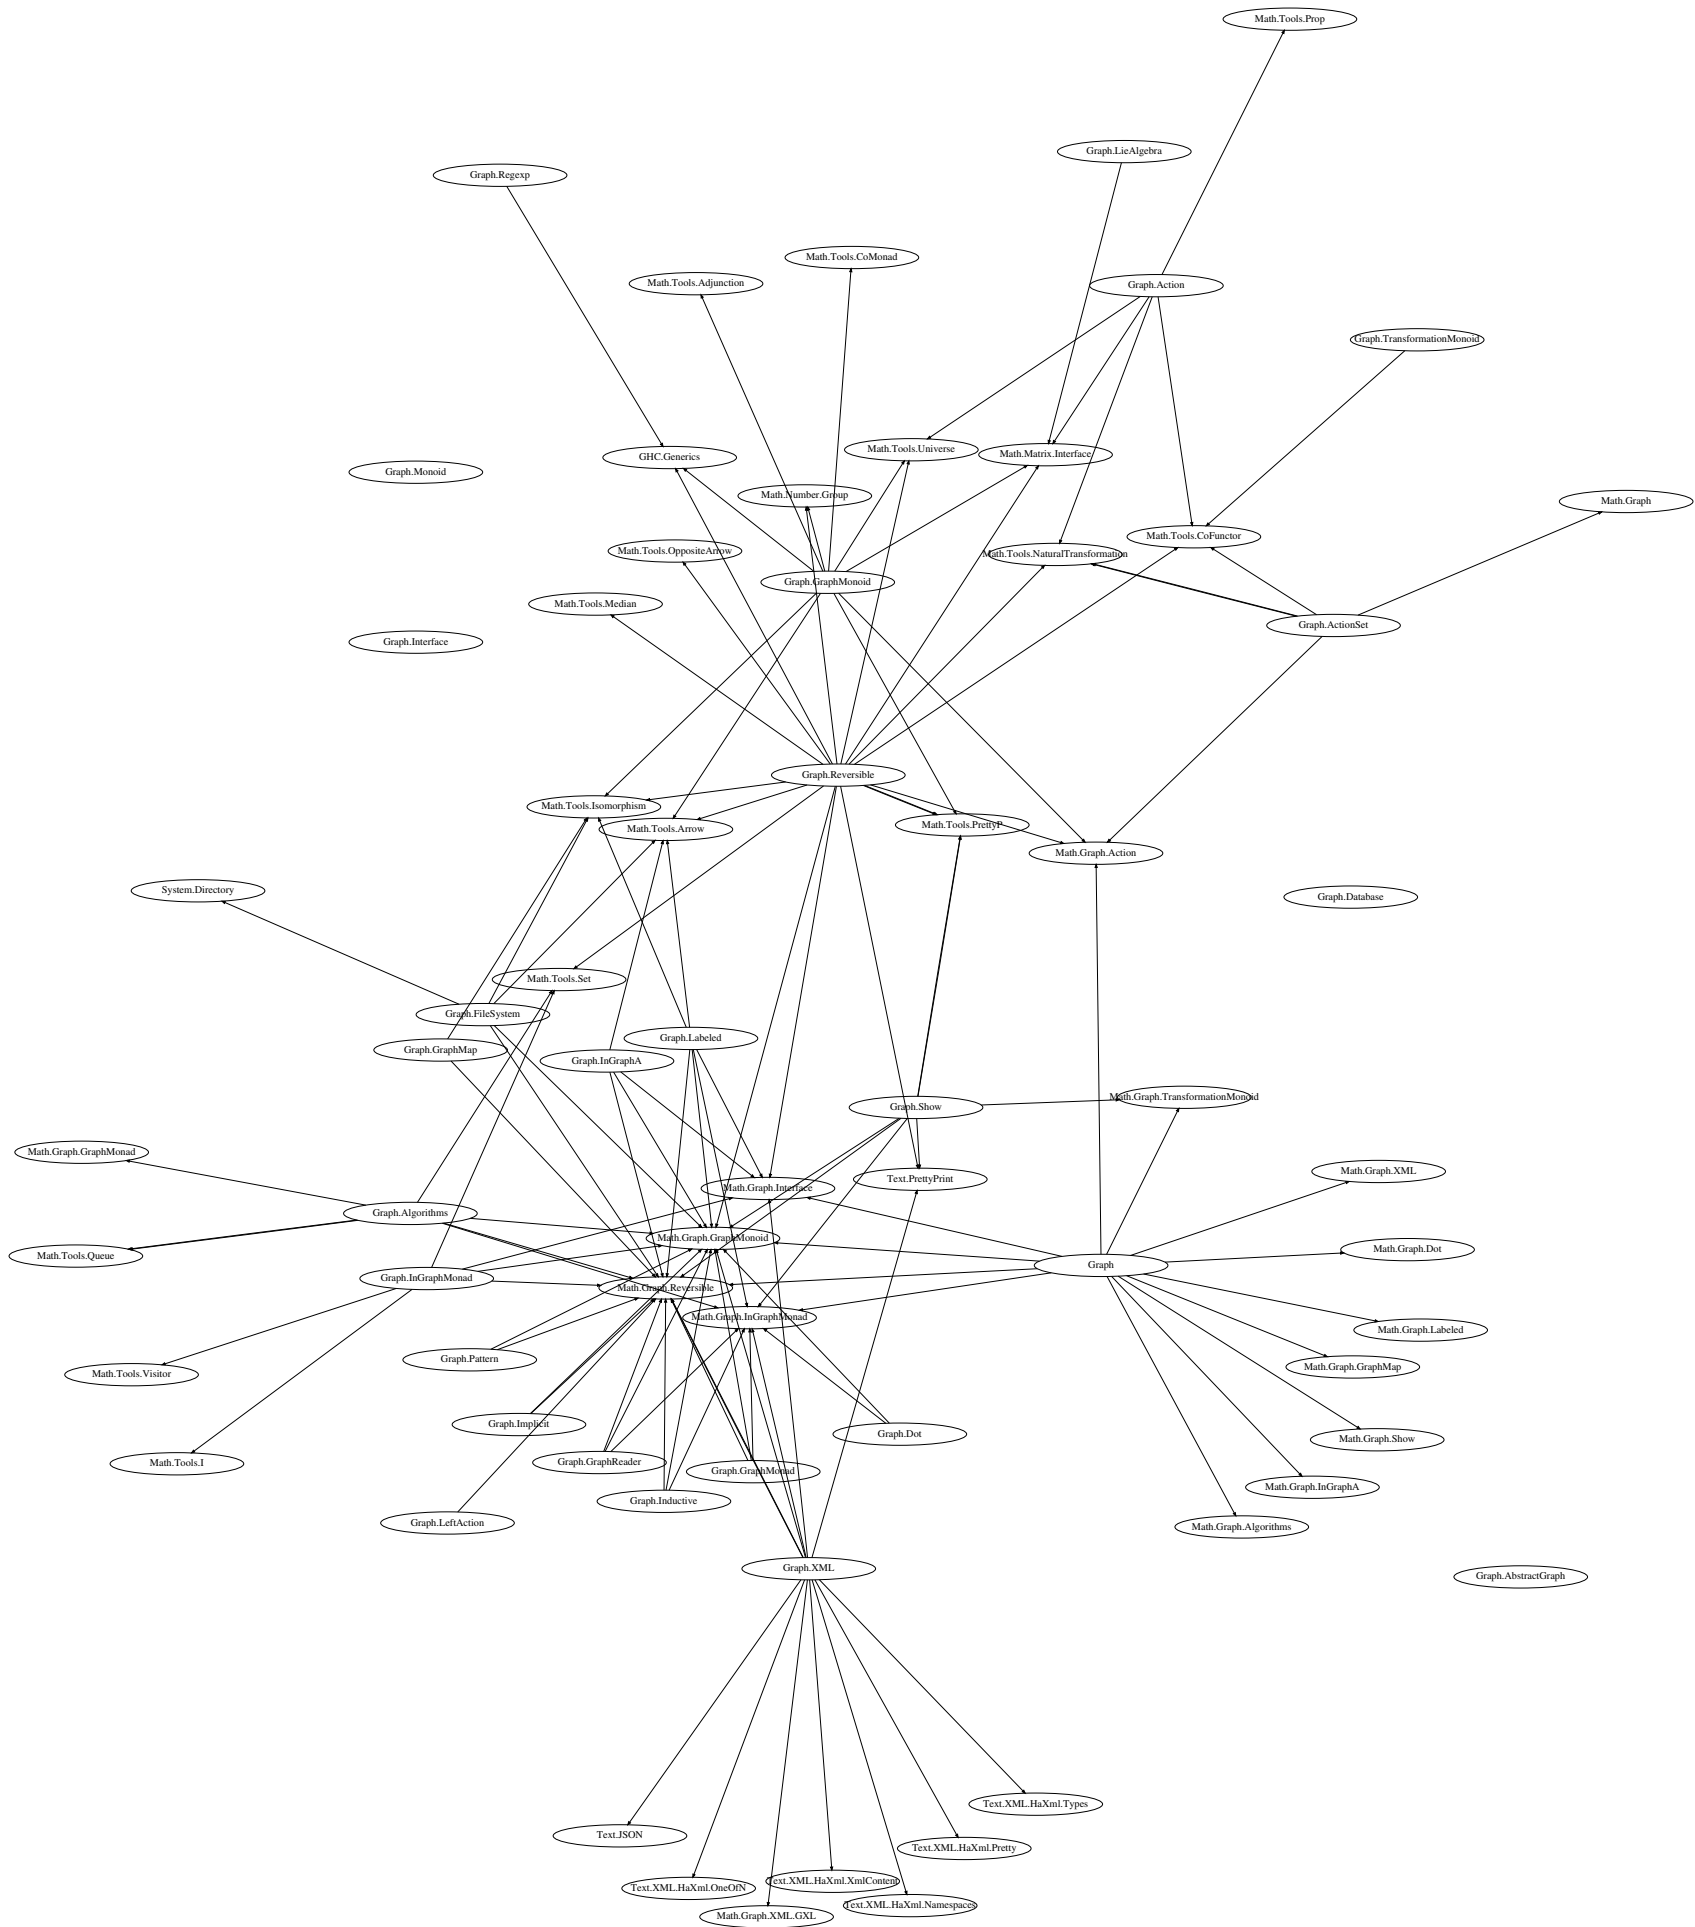 Math.Tools.Prop
Graph.LieAlgebra
Graph.Regexp
Math.Tools.CoMonad
Math.Tools.Adjunction
Graph.Action
Graph.TransformationMonoid
Math.Tools.Universe
Math.Matrix.Interface
GHC.Generics
Graph.Monoid
Math.Number.Group
Math.Graph
Math.Tools.CoFunctor
Math.Tools.OppositeArrow
Math.Tools.NaturalTransformation
Graph.GraphMonoid
Math.Tools.Median
Graph.ActionSet
Graph.Interface
Graph.Reversible
Math.Tools.Isomorphism
Math.Tools.Arrow
Math.Tools.PrettyP
Math.Graph.Action
System.Directory
Graph.Database
Math.Tools.Set
Graph.FileSystem
Graph.Labeled
Graph.GraphMap
Graph.InGraphA
Math.Graph.TransformationMonoid
Graph.Show
Math.Graph.GraphMonad
Math.Graph.XML
Text.PrettyPrint
Math.Graph.Interface
Graph.Algorithms
Math.Graph.GraphMonoid
Math.Graph.Dot
Math.Tools.Queue
Graph
Graph.InGraphMonad
Math.Graph.Reversible
Math.Graph.InGraphMonad
Math.Graph.Labeled
Graph.Pattern
Math.Graph.GraphMap
Math.Tools.Visitor
Graph.Implicit
Graph.Dot
Math.Graph.Show
Graph.GraphReader
Math.Tools.I
Graph.GraphMonad
Math.Graph.InGraphA
Graph.Inductive
Graph.LeftAction
Math.Graph.Algorithms
Graph.XML
Graph.AbstractGraph
Text.XML.HaXml.Types
Text.JSON
Text.XML.HaXml.Pretty
Text.XML.HaXml.XmlContent
Text.XML.HaXml.OneOfN
Text.XML.HaXml.Namespaces
Math.Graph.XML.GXL